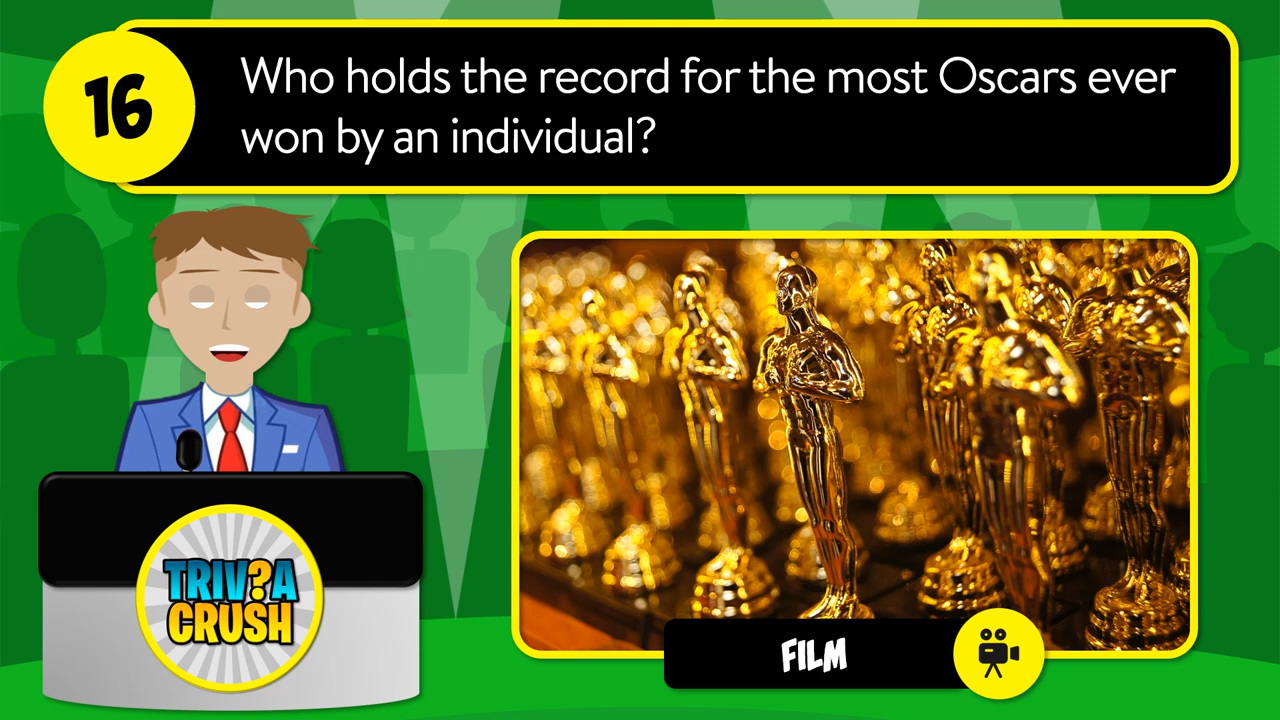 16
Who holds the record for the most Oscars ever
won by an individual?
TRIV?A
CRUSH
FILM